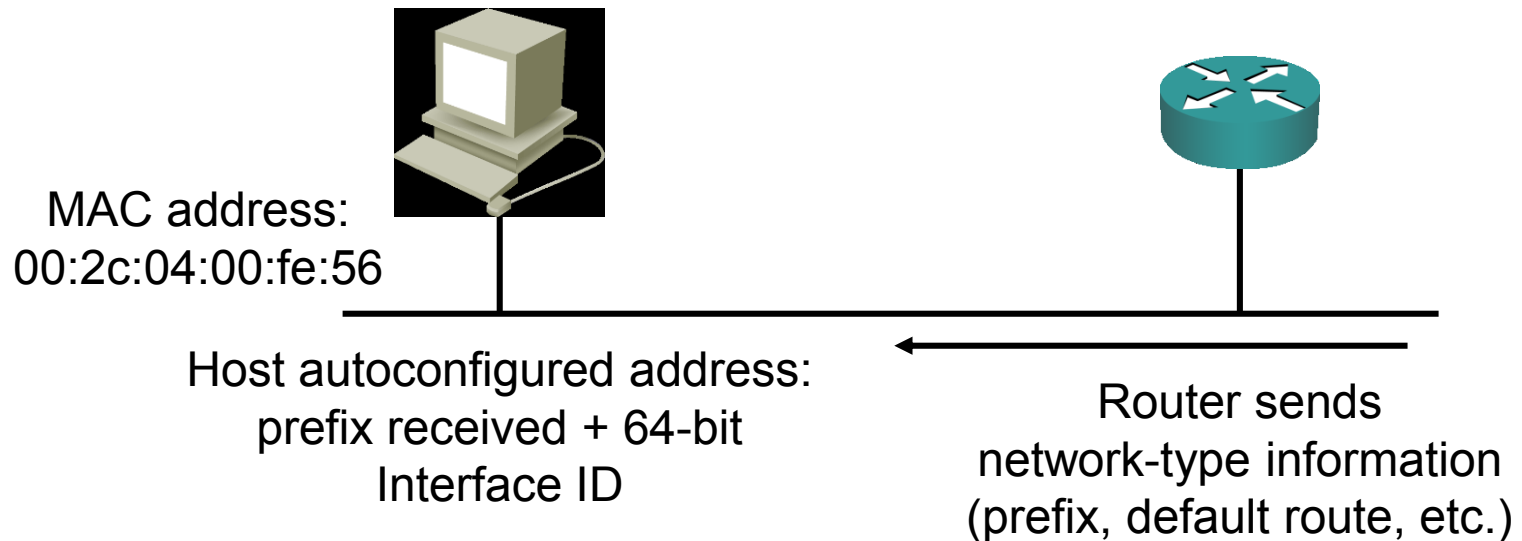 MAC address:
00:2c:04:00:fe:56
Host autoconfigured address:
prefix received + 64-bit
Interface ID
Router sends
network-type information
(prefix, default route, etc.)